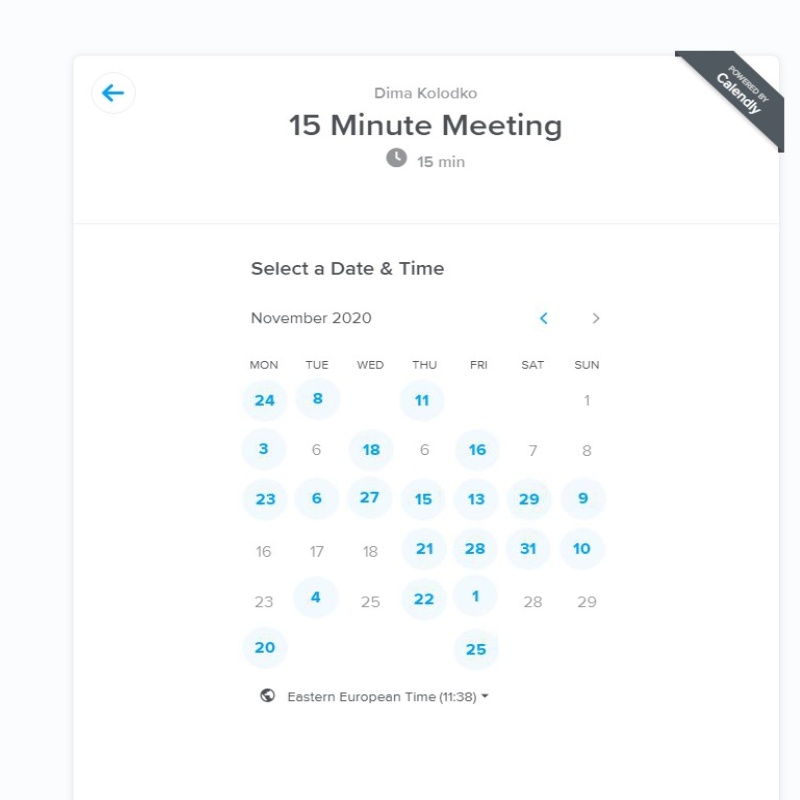 POWERED BY
Calendly
Dima Kolodko
15 Minute Meeting
15 min
Select a Date & Time
November 2020
MON TUE WED THU FRI SAT SUN
24 8 11 1
3 6 18 6 16 7 8
23 6 27 15 13 29 9
16 17 18 21 28 31 10
23 4 25 22 1 28 29
20 25
Eastern European Time (11:38)